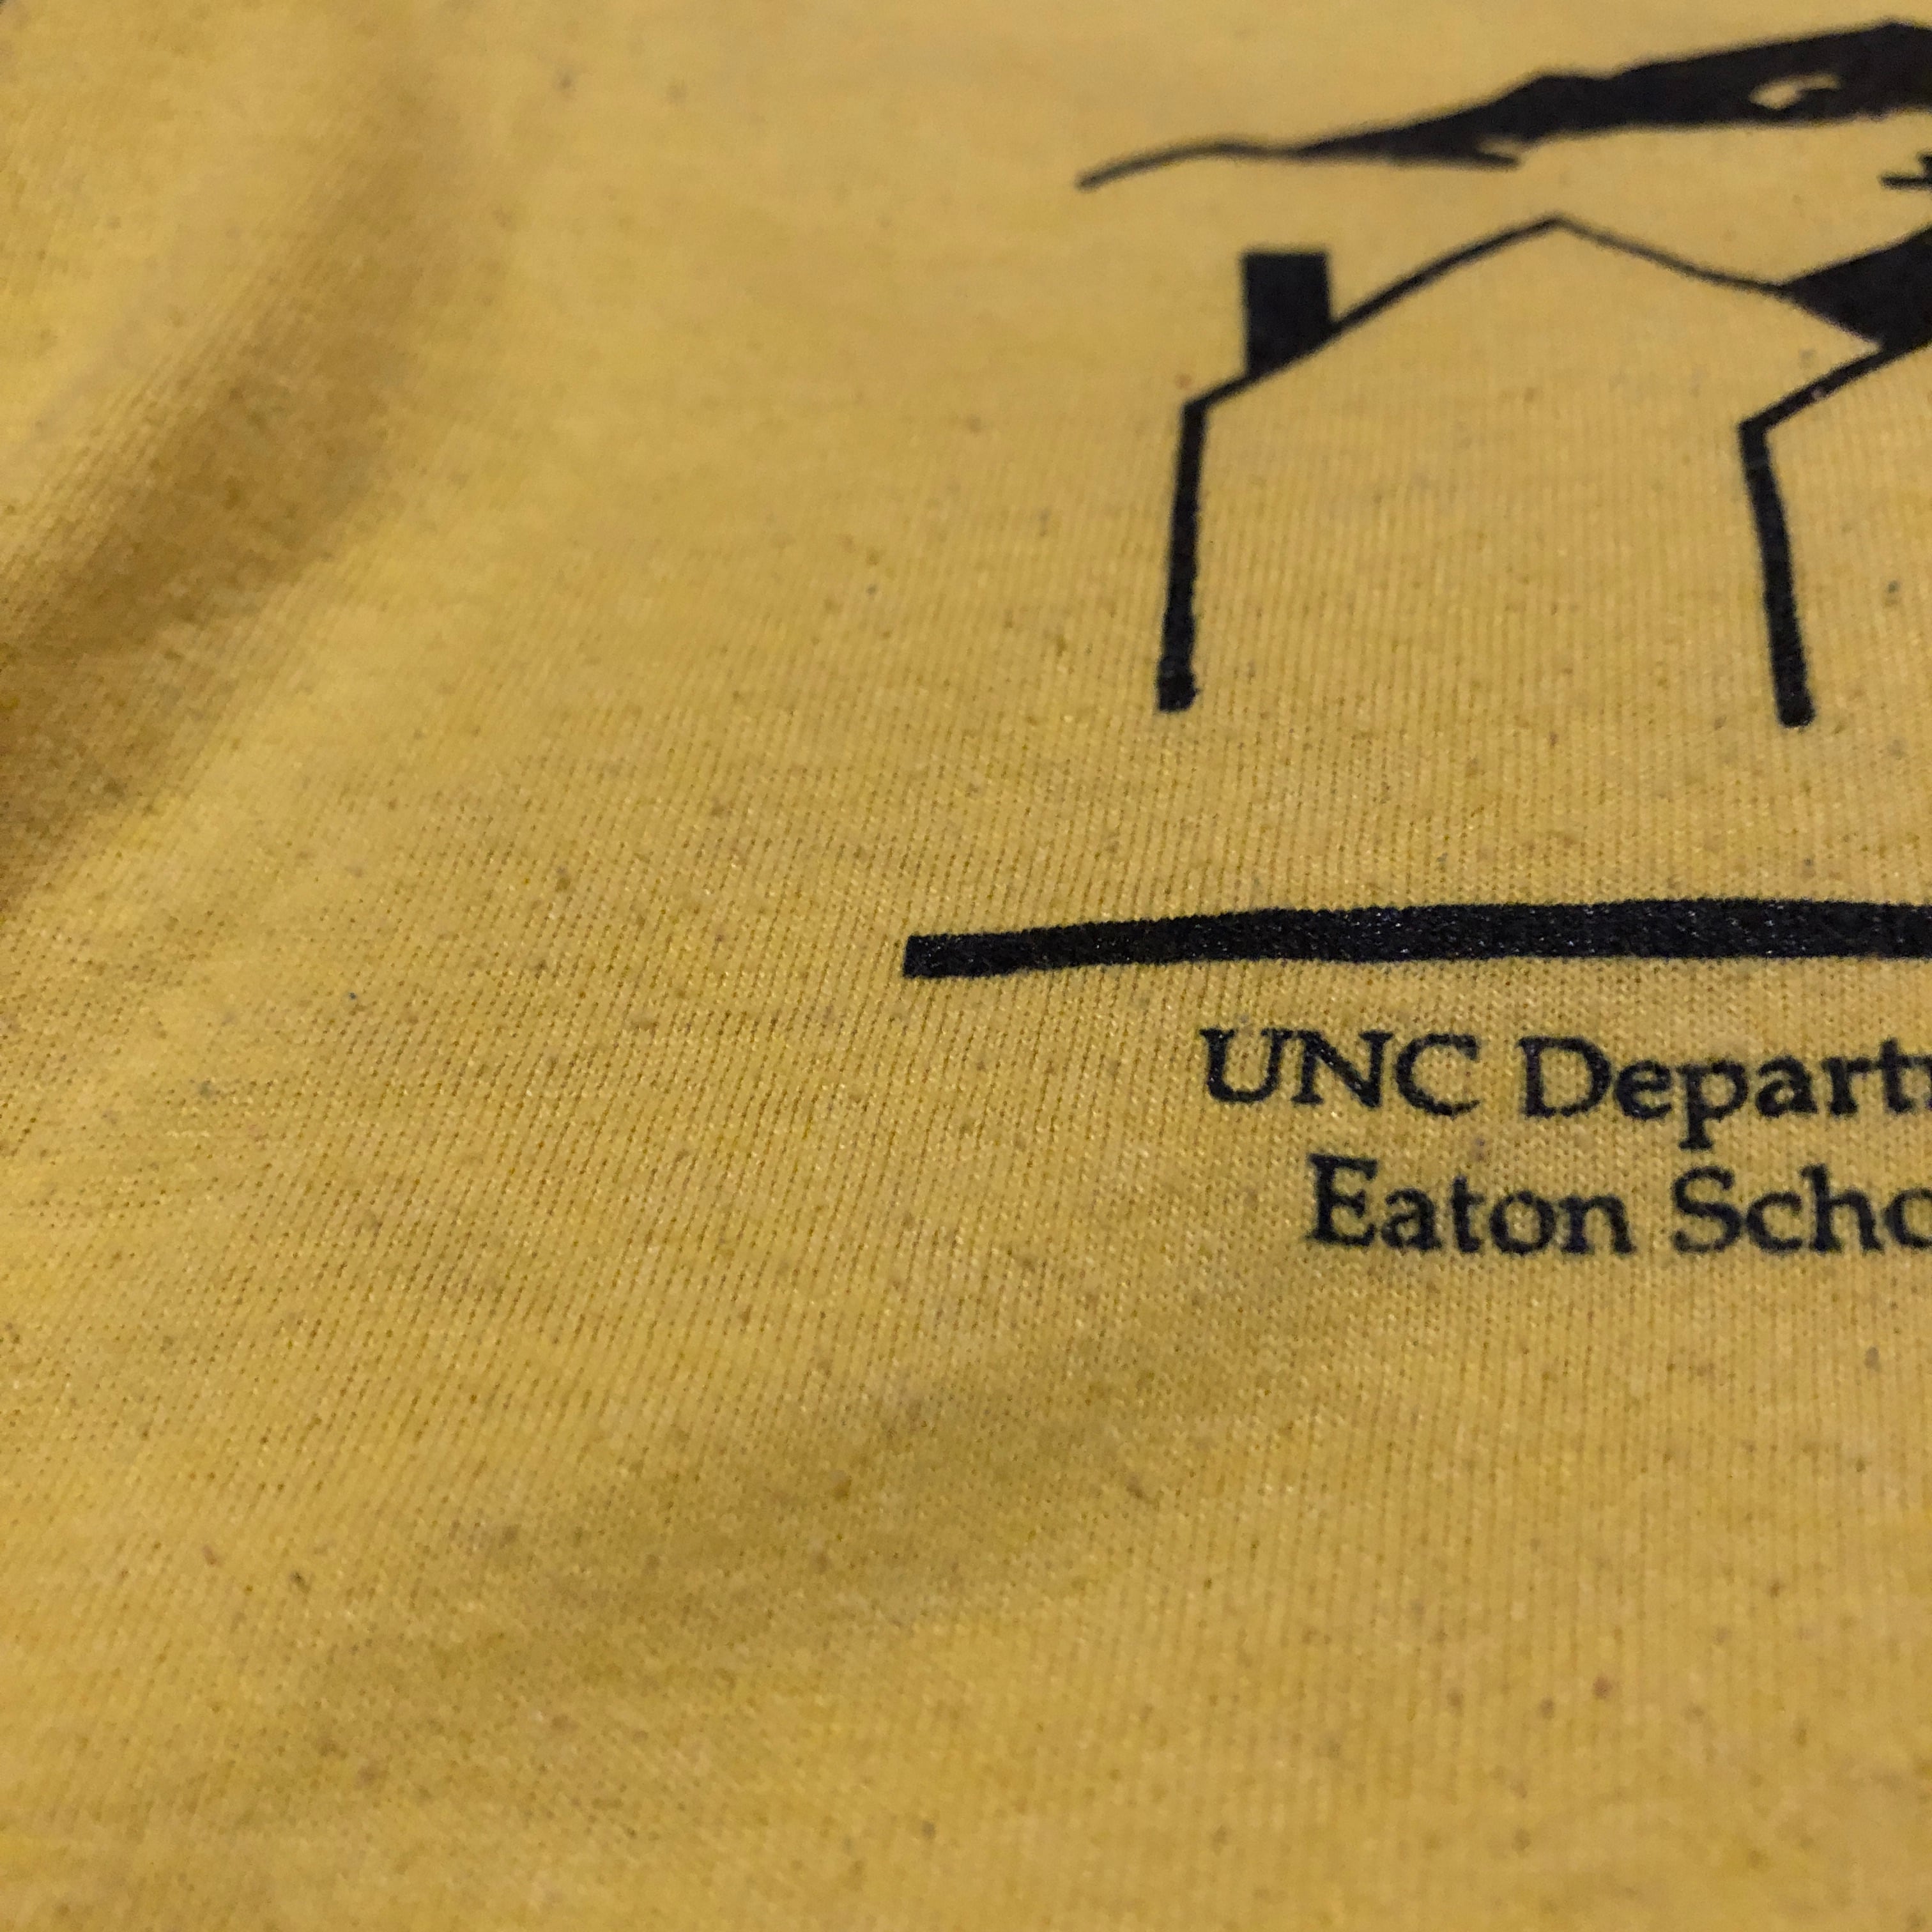 UNC Depart
Eaton Scho